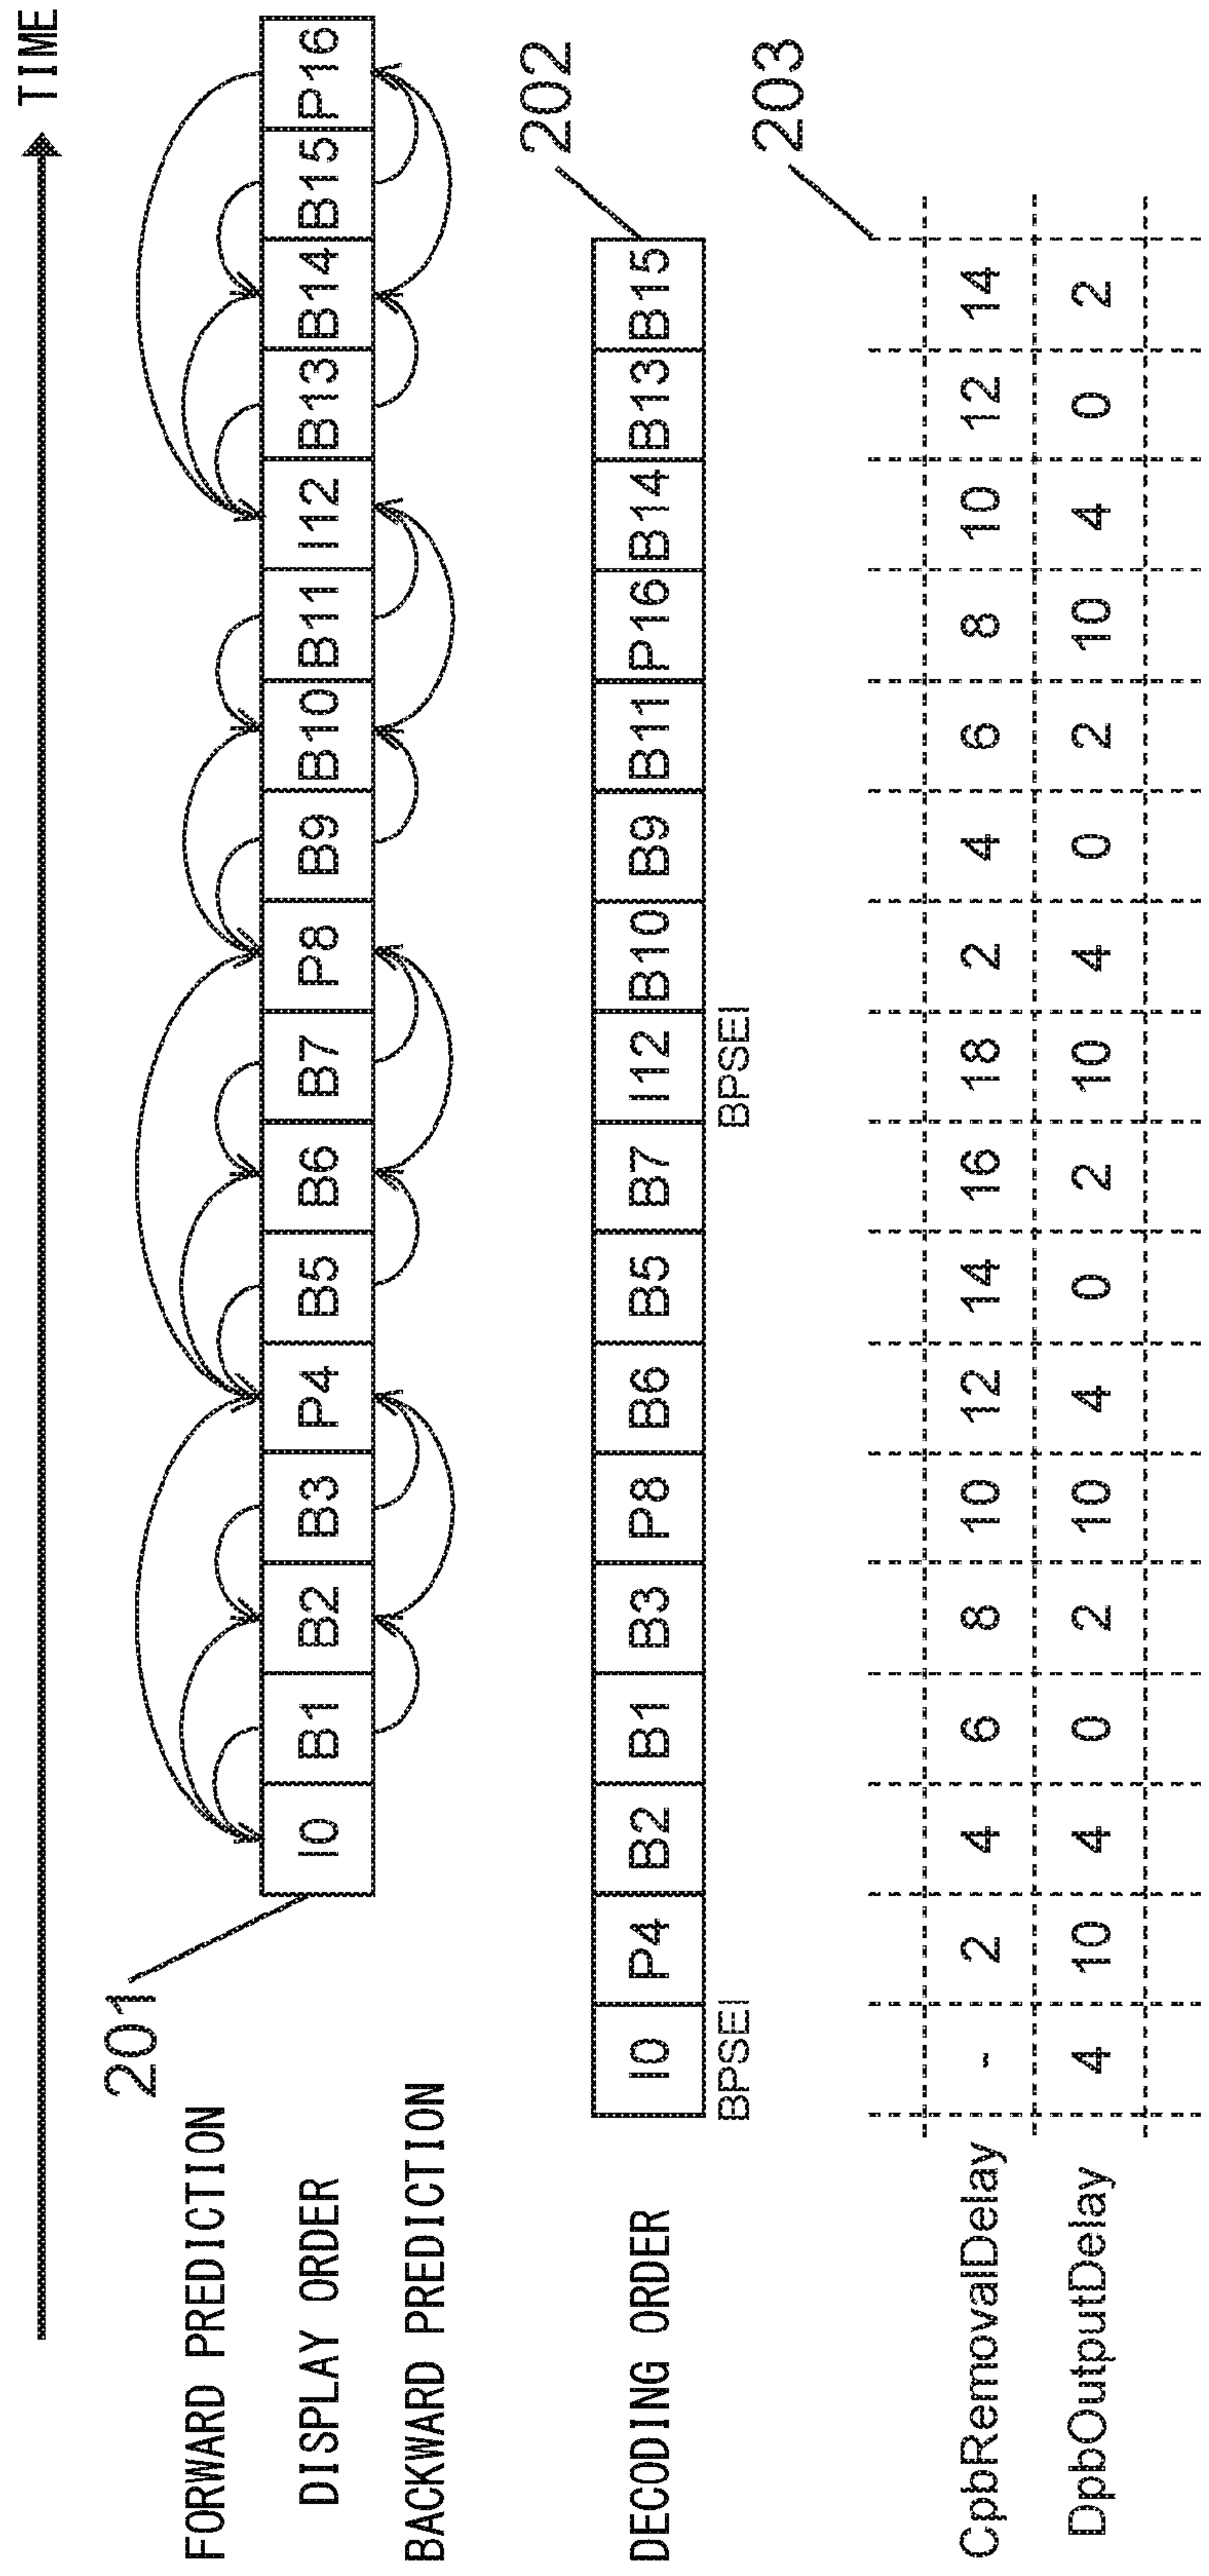 TIME
201
FORWARD PREDICTION
DISPLAY ORDER I0 B1 B2 B3 P4 B5 B6 B7 P8 B9 B10 B11 I12 B13 B14 B15 P16
BACKWARD PREDICTION
202
DECODING ORDER I0 P4 B2 B1 B3 P8 B6 B5 B7 I12 B10 B9 B11 P16 B14 B13 B15
BPSEI BPSEI
203
CpbRemovalDelay - 2 4 6 8 10 12 14 16 18 2 4 6 8 10 12 14
DpbOutputDelay 4 10 4 0 2 10 4 0 2 10 4 0 2 10 4 0 2